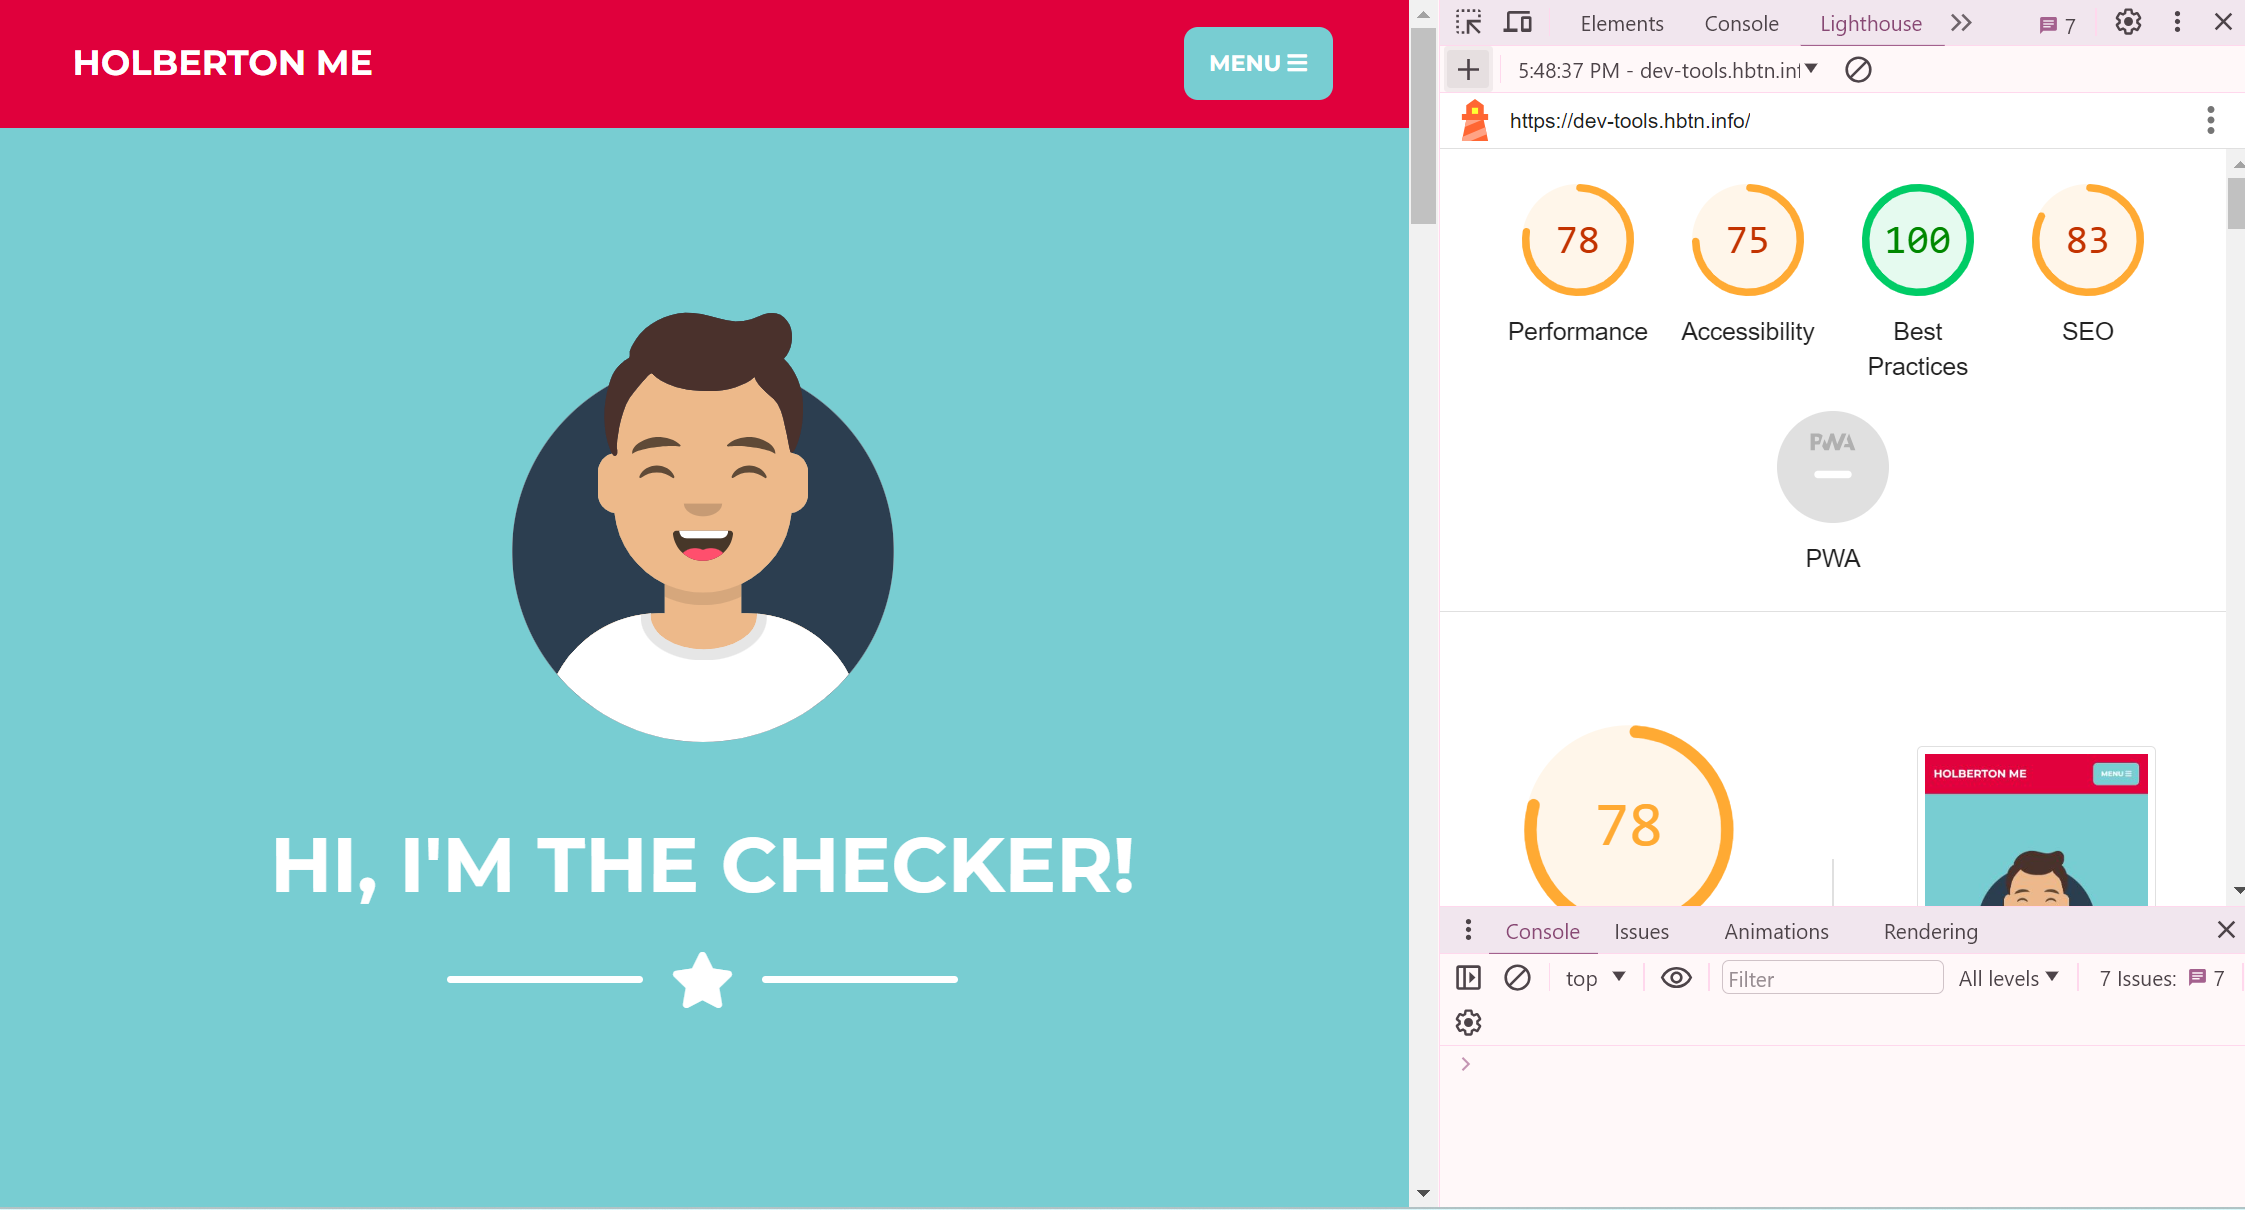 HOLBERTON ME
MENU
HI, I'M THE CHECKER!
Elements Console Lighthouse 7
5:48:37 PM - dev-tools.hbtn.inf
https://dev-tools.hbtn.info/
78 75 100 83
Performance Accessibility Best Practices SEO
PWA
PWA
78
HOLBERTON ME
MENU
Console Issues Animations Rendering
top Filter All levels 7 Issues: 7